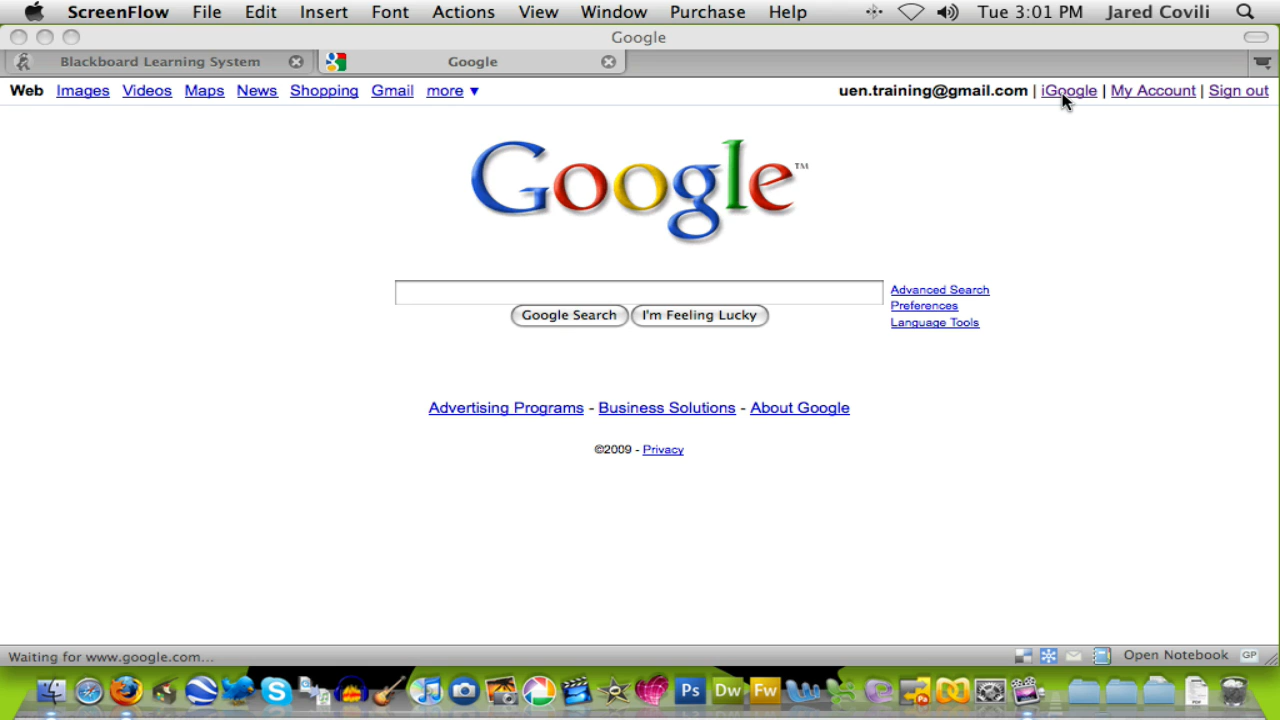 ScreenFlow File Edit Insert Font Actions View Window Purchase Help Tue 3:01 PM Jared Covili
Google
Blackboard Learning System Google
Web Images Videos Maps News Shopping Gmail more ▼ uen.training@gmail.com | iGoogle | My Account | Sign out
Google™
Advanced Search
Preferences
Language Tools
Google Search I'm Feeling Lucky
Advertising Programs - Business Solutions - About Google
©2009 - Privacy
Waiting for www.google.com... Open Notebook GP
Ps Dw Fw